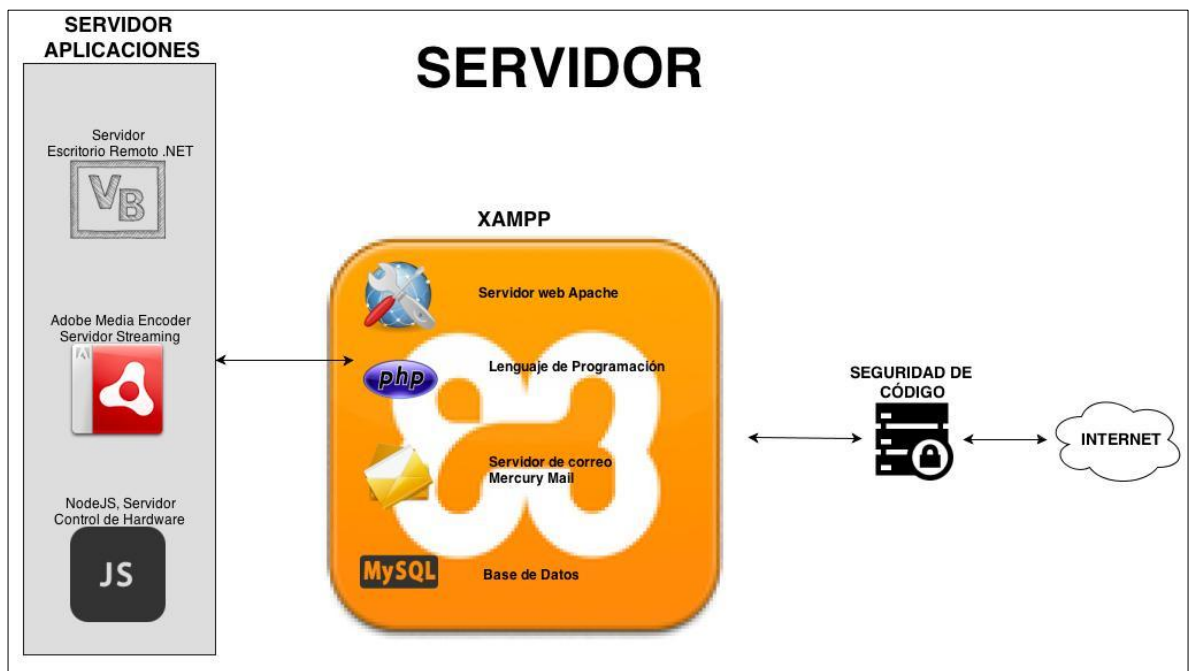 SERVIDOR
APLICACIONES
SERVIDOR
Servidor
Escritorio Remoto .NET
VB
Adobe Media Encoder
Servidor Streaming
NodeJS, Servidor
Control de Hardware
JS
XAMPP
Servidor web Apache
php
Lenguaje de Programación
Servidor de correo
Mercury Mail
MySQL
Base de Datos
SEGURIDAD DE
CÓDIGO
INTERNET